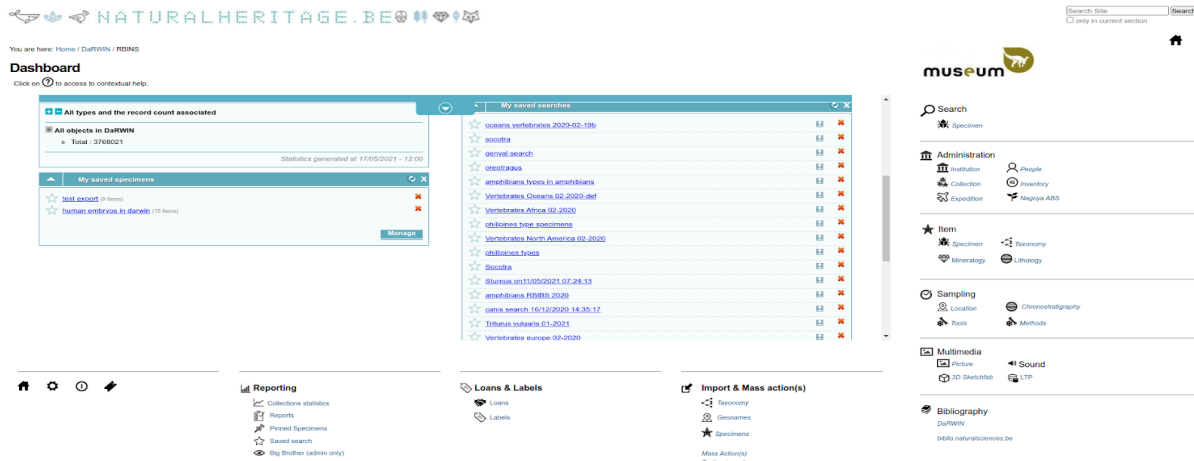 NATURALHERITAGE.BE
Search Site
Search
only in current section
You are here: Home / DaRWIN / RBINS
Dashboard
Click on ? to access to contextual help.
All types and the record count associated
All objects in DaRWIN
Total : 3768021
Statistics generated at 17/05/2021 - 12:00
My saved specimens
test export
human embryos in darwin (15 items)
Manage
My saved searches
oceans vertebrates 2020-02-19b
socotra
genval search
oreotragus
amphibians types in amphibians
Vertebrates Oceans 02-2020-def
Vertebrates Africa 02-2020
philipines type specimens
Vertebrates North America 02-2020
phillipines types
Socotra
Sturnus on11/05/2021 07:24:13
amphibians RBIBS 2020
canis search 16/12/2020 14:35:17
Triturus vulgaris 01-2021
Vertebrates europe 02-2020
museum
Search
Specimen
Administration
Institution
People
Collection
Inventory
Expedition
Nagoya ABS
Item
Specimen
Taxonomy
Mineralogy
Lithology
Sampling
Location
Chronostratigraphy
Tools
Methods
Multimedia
Picture
Sound
3D Sketchfab
LTP
Bibliography
DaRWIN
biblio.naturalsciences.be
Reporting
Collections statistics
Reports
Pinned Specimens
Saved search
Big Brother (admin only)
Loans & Labels
Loans
Labels
Import & Mass action(s)
Taxonomy
Geonames
Specimens
Mass Action(s)